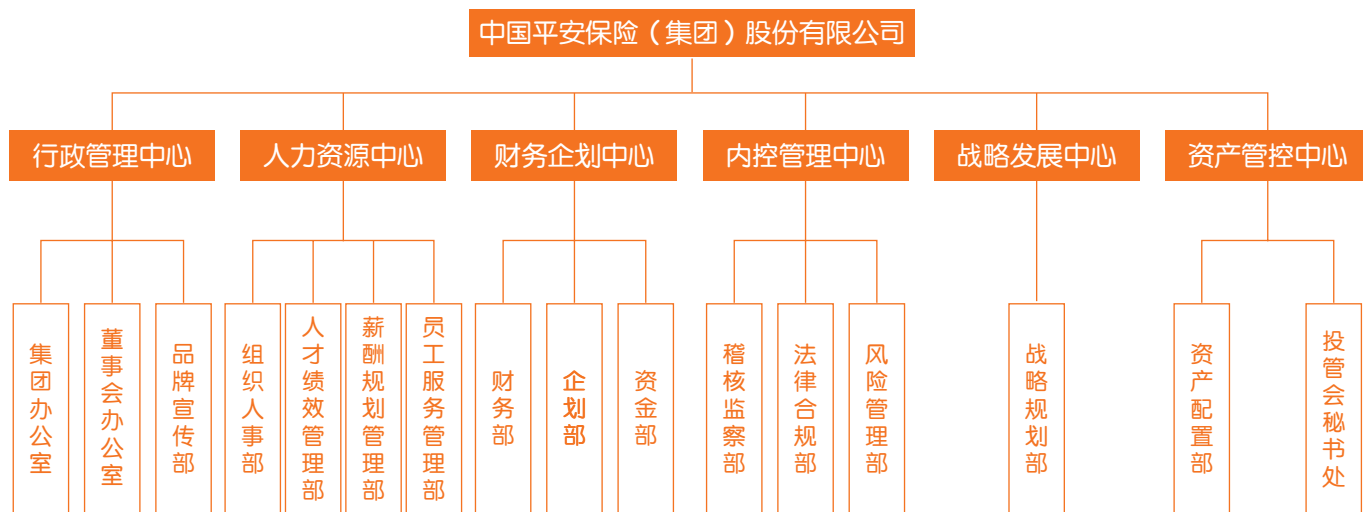 中国平安保险（集团）股份有限公司
行政管理中心
人力资源中心
财务企划中心
内控管理中心
战略发展中心
资产管控中心
集团办公室
董事会办公室
品牌宣传部
组织人事部
人才绩效管理部
薪酬规划管理部
员工服务管理部
财务部
企划部
资金部
稽核监察部
法律合规部
风险管理部
战略规划部
资产配置部
投管会秘书处